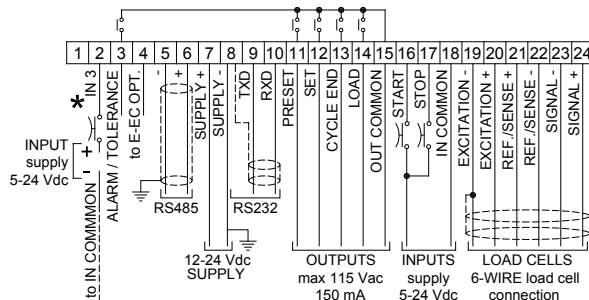 1 2 3 4 5 6 7 8 9 10 11 12 13 14 15 16 17 18 19 20 21 22 23 24
*
IN 3
ALARM / TOLERANCE
to E-EC OPT.
-
+
SUPPLY +
SUPPLY -
TXD
RXD
PRESET
SET
CYCLE END
LOAD
OUT COMMON
START
STOP
IN COMMON
EXCITATION -
EXCITATION +
REF./SENSE +
REF./SENSE -
SIGNAL -
SIGNAL +
INPUT
supply
5-24 Vdc
+
-
to IN COMMMON
RS485
RS232
12-24 Vdc
SUPPLY
OUTPUTS
max 115 Vac
150 mA
INPUTS
supply
5-24 Vdc
LOAD CELLS
6-WIRE load cell
connection